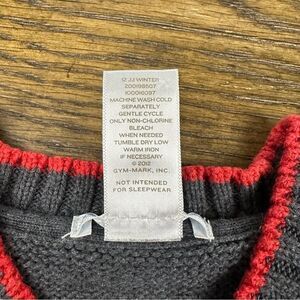 12 JJ WINTER
200198507
100016097
MACHINE WASH COLD
SEPARATELY
GENTLE CYCLE
ONLY NON-CHLORINE
BLEACH
WHEN NEEDED
TUMBLE DRY LOW
WARM IRON
IF NECESSARY
© 2012
GYM-MARK, INC.
NOT INTENDED
FOR SLEEPWEAR